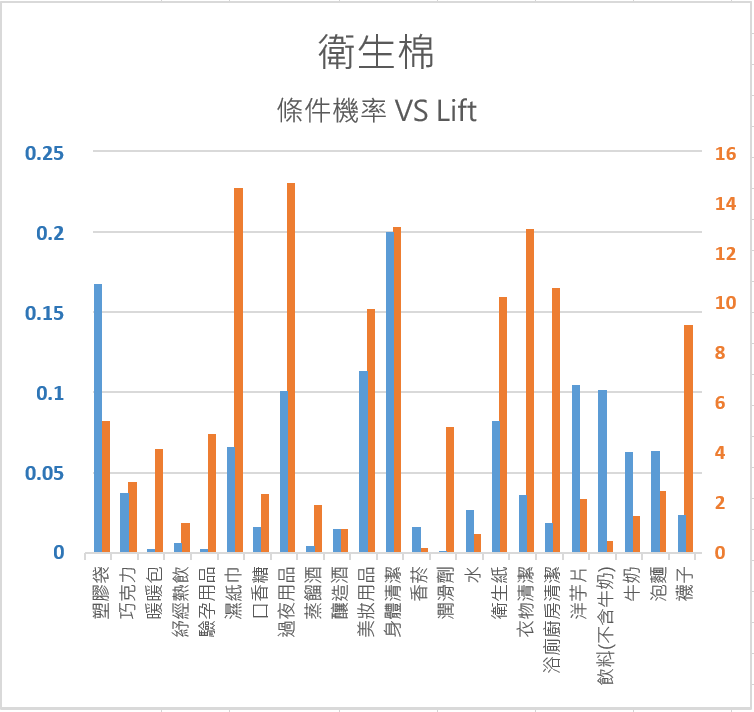 衛生棉
條件機率 VS Lift
0.25
0.2
0.15
0.1
0.05
0
16
14
12
10
8
6
4
2
0
塑膠袋
巧克力
暖暖包
紓經熱飲
驗孕用品
濕紙巾
口香糖
過夜用品
蒸餾酒
釀造酒
美妝用品
身體清潔
香菸
潤滑劑
水
衛生紙
衣物清潔
浴廁廚房清潔
洋芋片
飲料(不含牛奶)
牛奶
泡麵
襪子